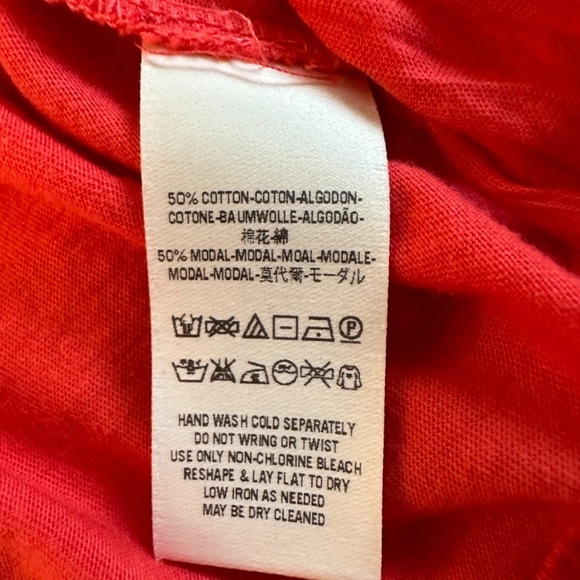 50% COTTON-COTON-ALGODON-
COTONE-BAUMWOLLE-ALGODÃO-
棉花-綿
50% MODAL-MODAL-MOAL-MODALE-
MODAL-MODAL-莫代爾-モーダル
HAND WASH COLD SEPARATELY
DO NOT WRING OR TWIST
USE ONLY NON-CHLORINE BLEACH
RESHAPE & LAY FLAT TO DRY
LOW IRON AS NEEDED
MAY BE DRY CLEANED